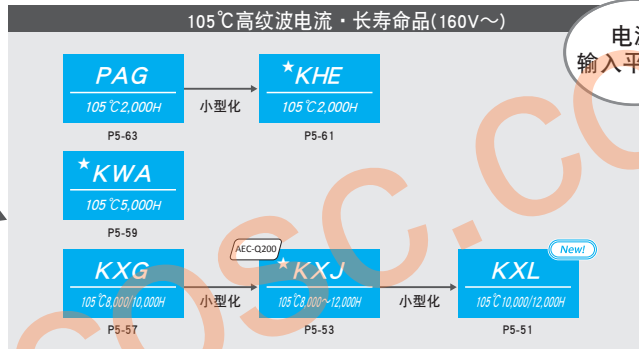 105℃高纹波电流・长寿命品(160V～)
输入平
PAG
105℃2,000H
P5-63
小型化
★KHE
105℃2,000H
P5-61
★KWA
105℃5,000H
P5-59
KXG
105℃8,000/10,000H
P5-57
小型化
AEC-Q200
★KXJ
105℃8,000～12,000H
P5-53
小型化
New!
KXL
105℃10,000/12,000H
P5-51